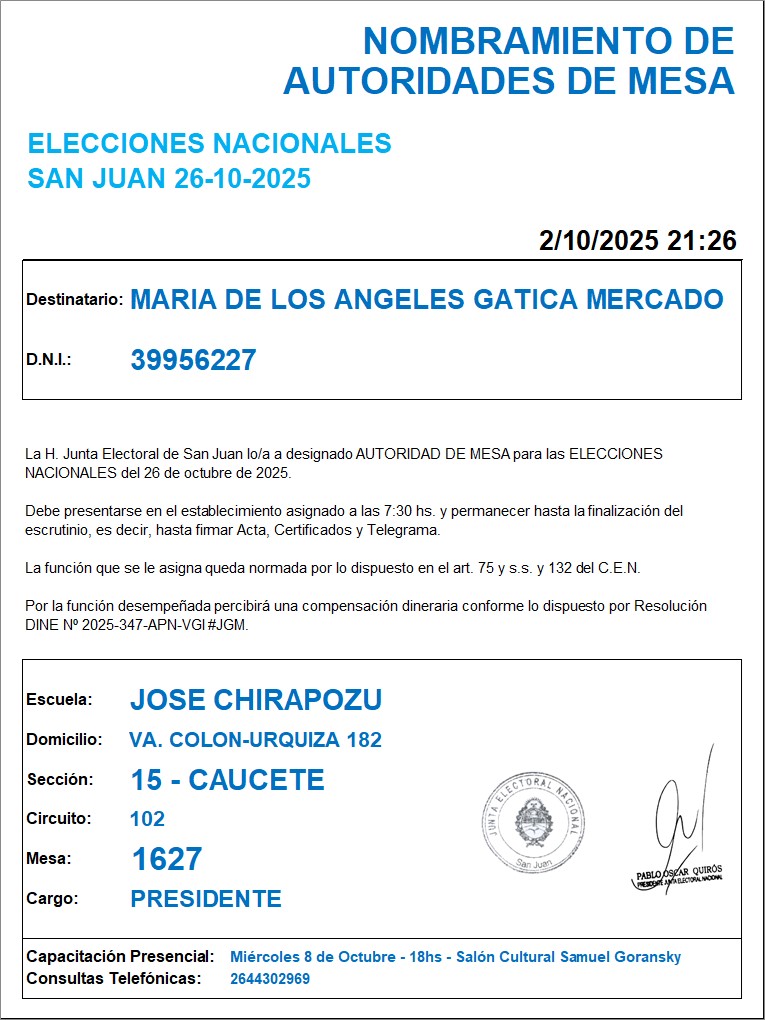 NOMBRAMIENTO DE
AUTORIDADES DE MESA
ELECCIONES NACIONALES
SAN JUAN 26-10-2025
2/10/2025 21:26
Destinatario: MARIA DE LOS ANGELES GATICA MERCADO
D.N.I.: 39956227
La H. Junta Electoral de San Juan lo/a a designado AUTORIDAD DE MESA para las ELECCIONES
NACIONALES del 26 de octubre de 2025.
Debe presentarse en el establecimiento asignado a las 7:30 hs. y permanecer hasta la finalización del
escrutinio, es decir, hasta firmar Acta, Certificados y Telegrama.
La función que se le asigna queda normada por lo dispuesto en el art. 75 y s.s. y 132 del C.E.N.
Por la función desempeñada percibirá una compensación dineraria conforme lo dispuesto por Resolución
DINE Nº 2025-347-APN-VGI#JGM.
Escuela: JOSE CHIRAPOZU
Domicilio: VA. COLON-URQUIZA 182
Sección: 15 - CAUCETE
Circuito: 102
Mesa: 1627
Cargo: PRESIDENTE
JUNTA ELECTORAL NACIONAL
San Juan
PABLO OSCAR QUIRÓS
PRESIDENTE JUNTA ELECTORAL NACIONAL
Capacitación Presencial: Miércoles 8 de Octubre - 18hs - Salón Cultural Samuel Goransky
Consultas Telefónicas: 2644302969